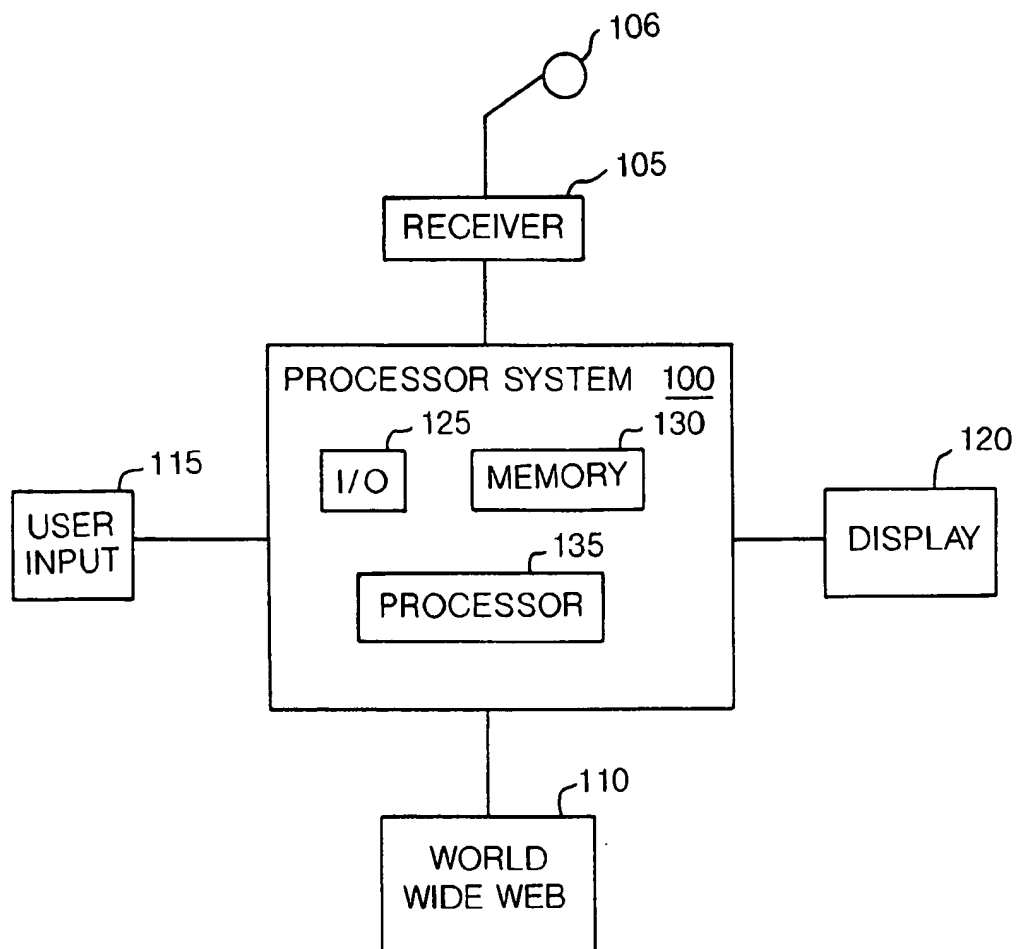 106
105
RECEIVER
PROCESSOR SYSTEM 100
125
130
I/O
MEMORY
115
120
USER
INPUT
DISPLAY
135
PROCESSOR
110
WORLD
WIDE WEB